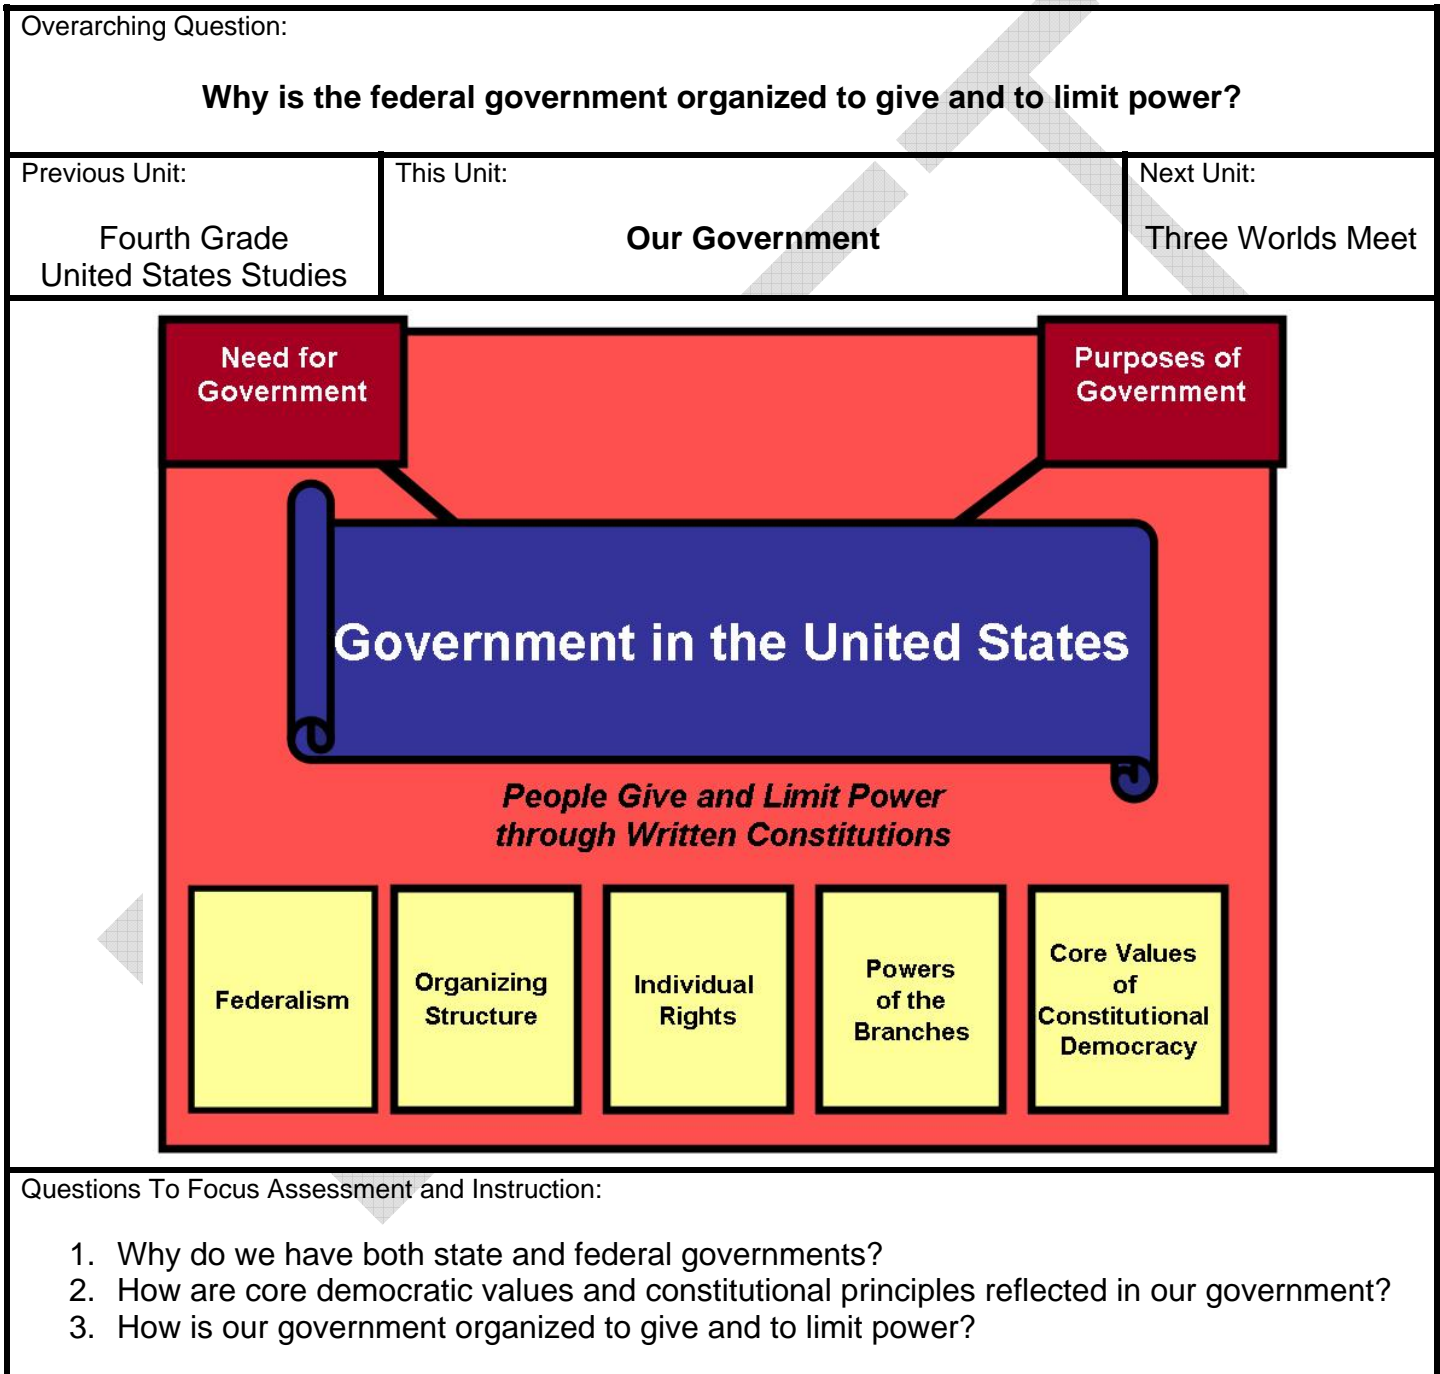 Overarching Question:
Why is the federal government organized to give and to limit power?
Previous Unit:
Fourth Grade
United States Studies
This Unit:
Our Government
Next Unit:
Three Worlds Meet
Need for
Government
Purposes of
Government
Government in the United States
People Give and Limit Power
through Written Constitutions
Federalism
Organizing
Structure
Individual
Rights
Powers
of the
Branches
Core Values
of
Constitutional
Democracy
Questions To Focus Assessment and Instruction:
1. Why do we have both state and federal governments?
2. How are core democratic values and constitutional principles reflected in our government?
3. How is our government organized to give and to limit power?